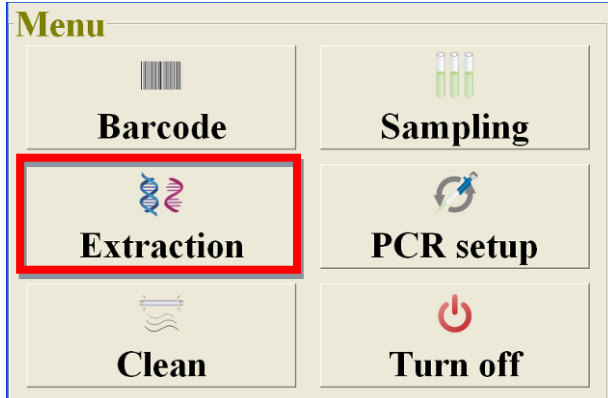 Menu
Barcode
Sampling
Extraction
PCR setup
Clean
Turn off